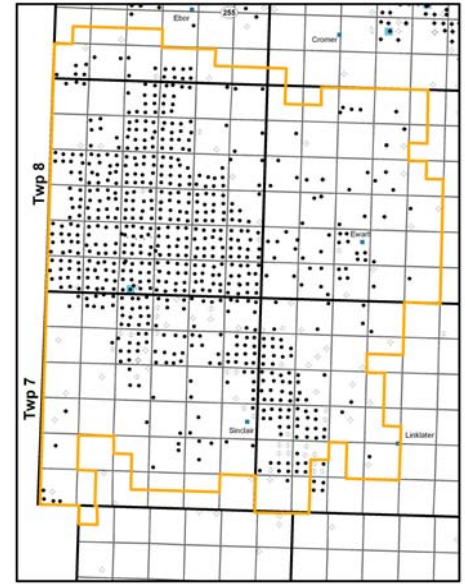 Ebor
255
Cromer
Twp 8
Ewart
Twp 7
Sinclair
Linklater